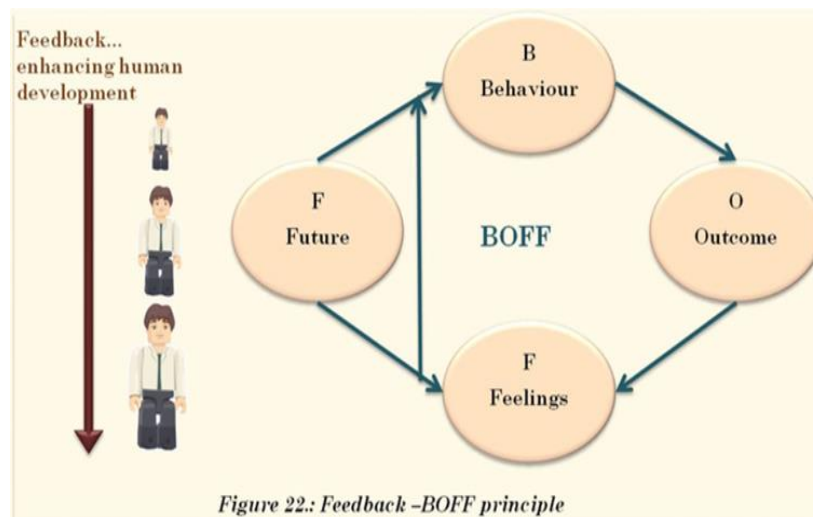 Feedback...
enhancing human
development
B
Behaviour
F
Future
BOFF
O
Outcome
F
Feelings
Figure 22.: Feedback –BOFF principle